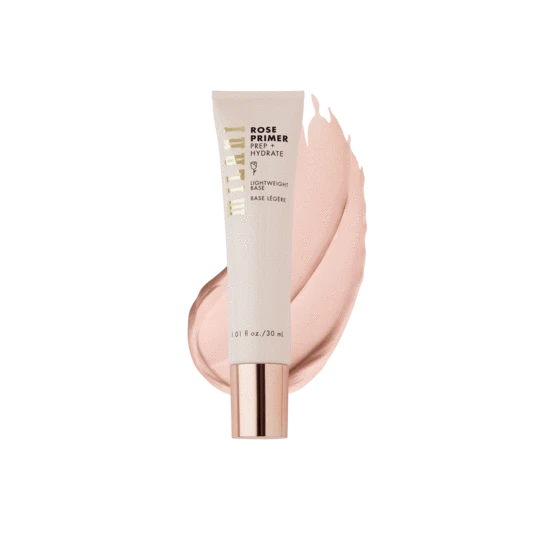 milani
ROSE
PRIMER
PREP +
HYDRATE
LIGHTWEIGHT
BASE
BASE LÉGÈRE
1.01 fl oz./30 mL